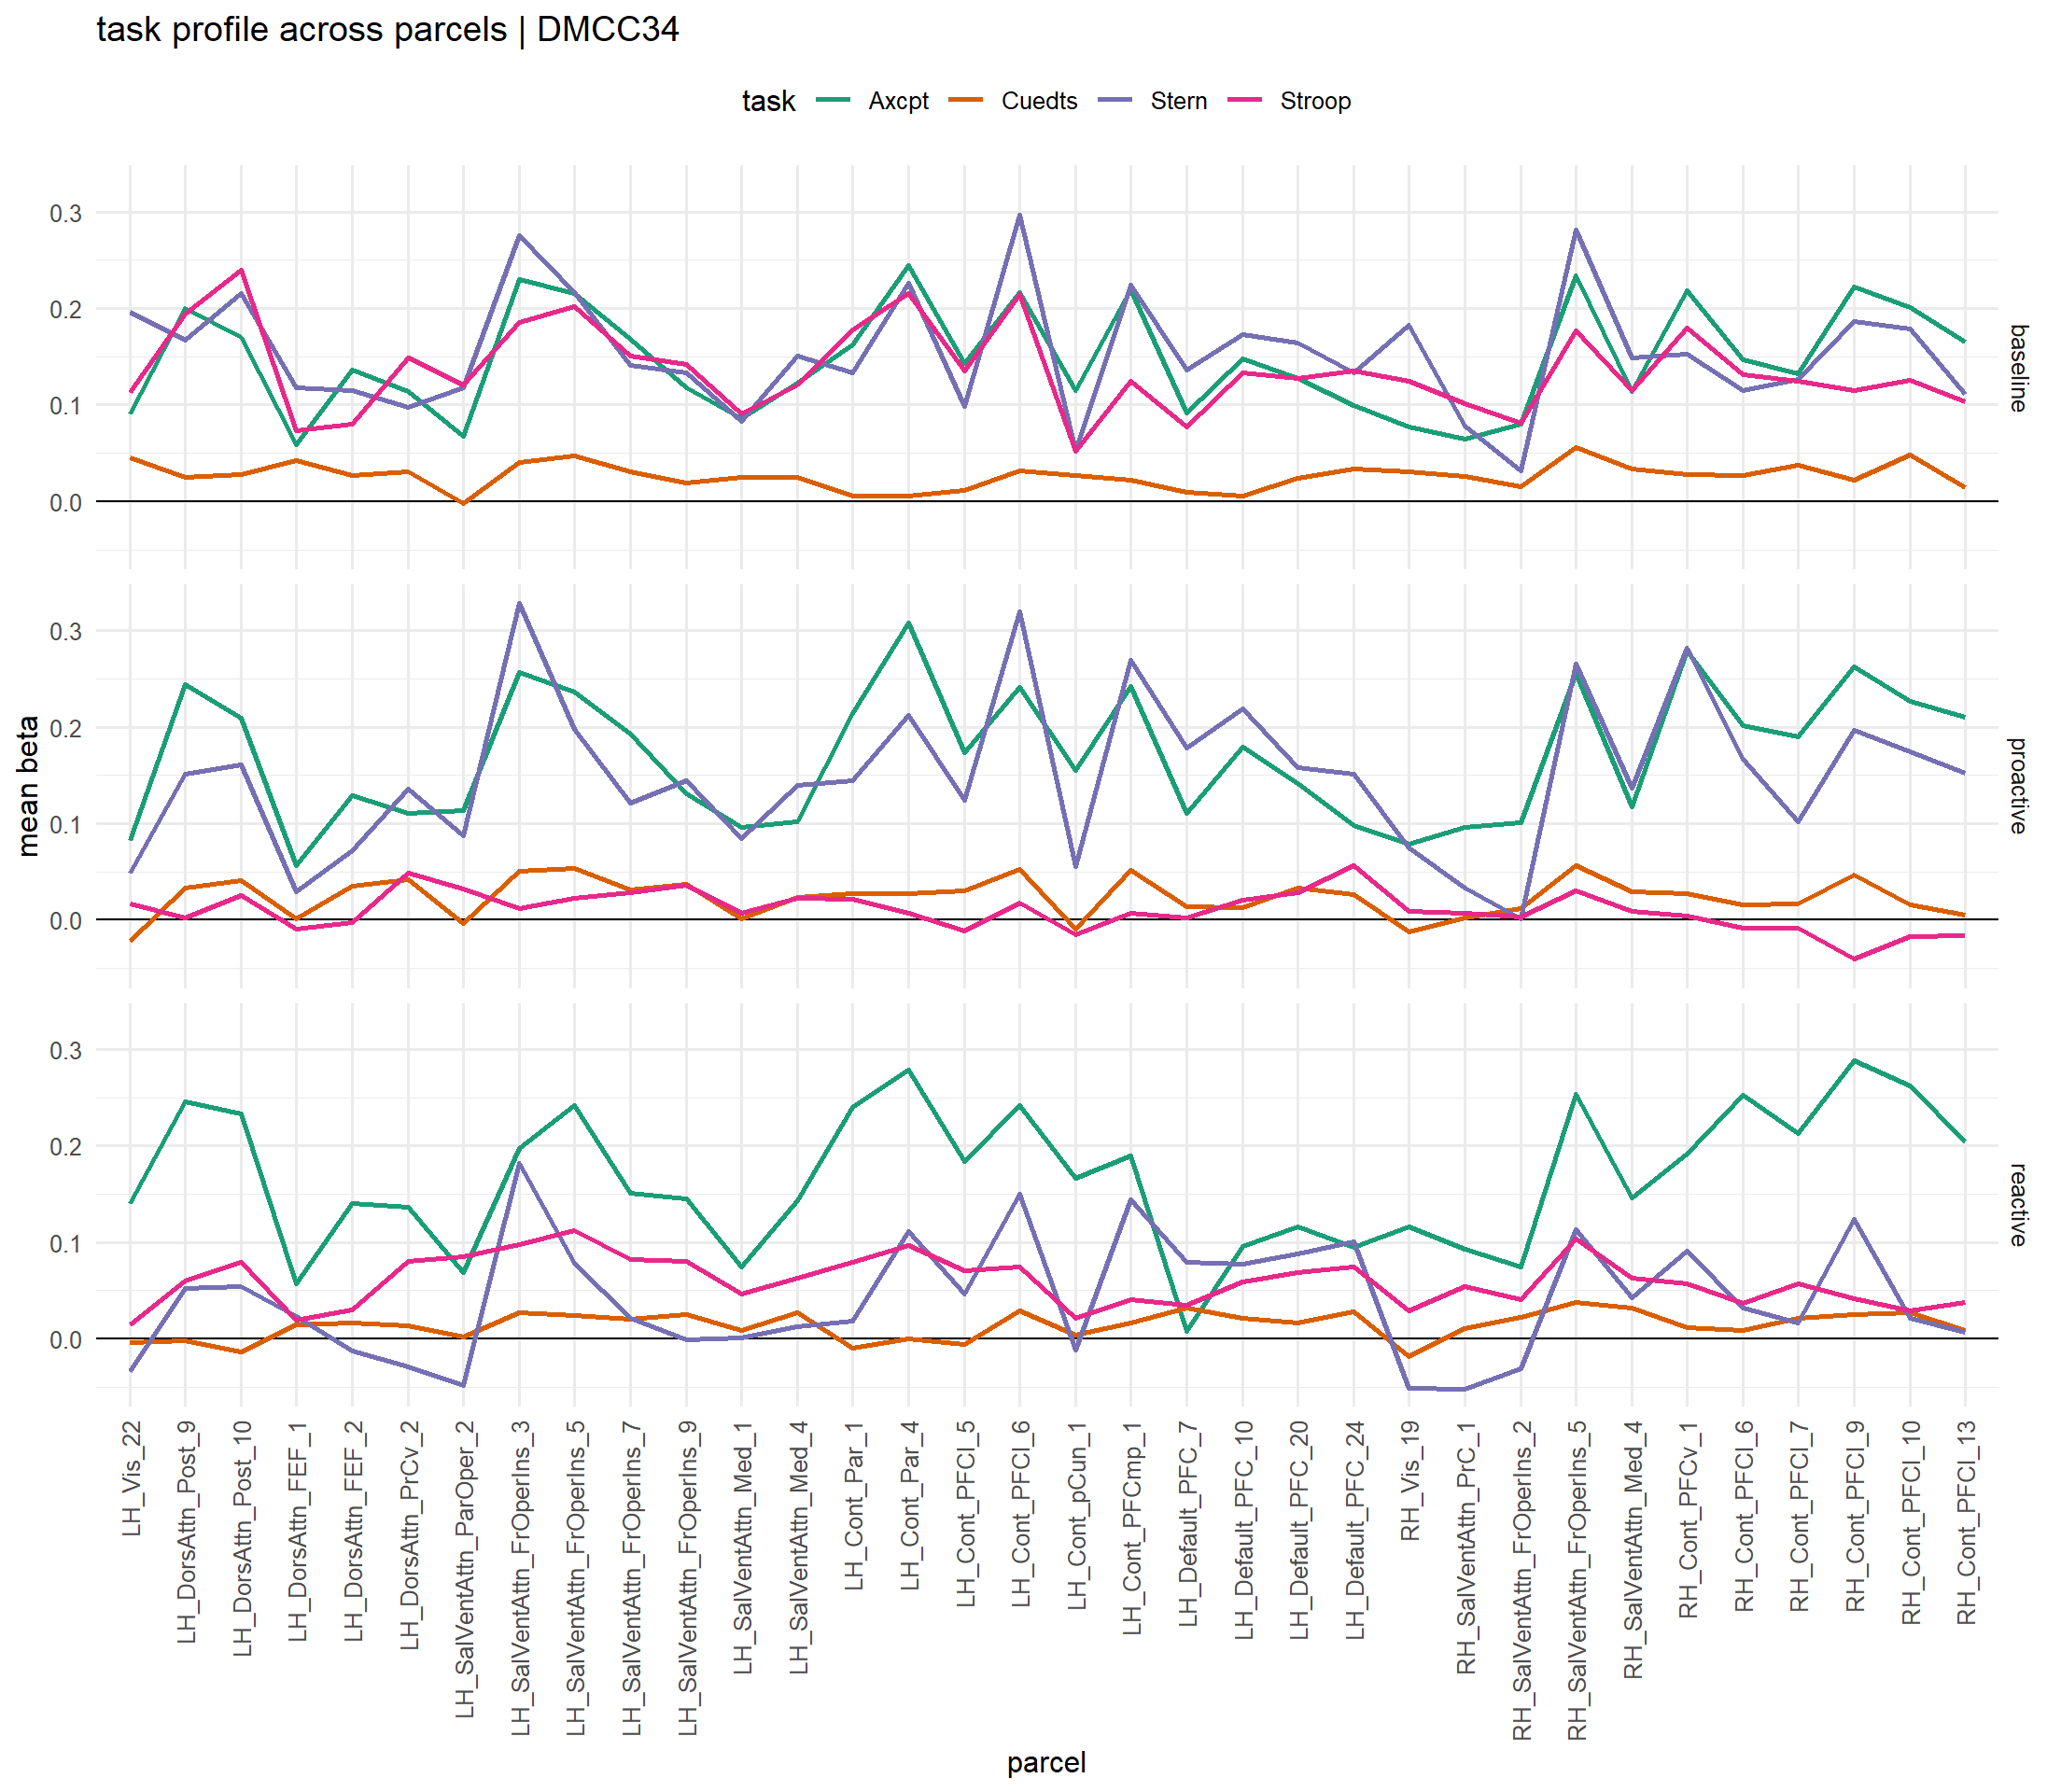 task profile across parcels | DMCC34
task Axcpt Cuedts Stern Stroop
0.3
0.2
0.1
0.0
baseline
0.3
0.2
0.1
0.0
proactive
mean beta
0.3
0.2
0.1
0.0
reactive
LH_Vis_22
LH_DorsAttn_Post_9
LH_DorsAttn_Post_10
LH_DorsAttn_FEF_1
LH_DorsAttn_FEF_2
LH_DorsAttn_PrCv_2
LH_SalVentAttn_ParOper_2
LH_SalVentAttn_FrOperIns_3
LH_SalVentAttn_FrOperIns_5
LH_SalVentAttn_FrOperIns_7
LH_SalVentAttn_FrOperIns_9
LH_SalVentAttn_Med_1
LH_SalVentAttn_Med_4
LH_Cont_Par_1
LH_Cont_Par_4
LH_Cont_PFCl_5
LH_Cont_PFCl_6
LH_Cont_pCun_1
LH_Cont_PFCmp_1
LH_Default_PFC_7
LH_Default_PFC_10
LH_Default_PFC_20
LH_Default_PFC_24
RH_Vis_19
RH_SalVentAttn_PrC_1
RH_SalVentAttn_FrOperIns_2
RH_SalVentAttn_FrOperIns_5
RH_SalVentAttn_Med_4
RH_Cont_PFCv_1
RH_Cont_PFCl_6
RH_Cont_PFCl_7
RH_Cont_PFCl_9
RH_Cont_PFCl_10
RH_Cont_PFCl_13
parcel